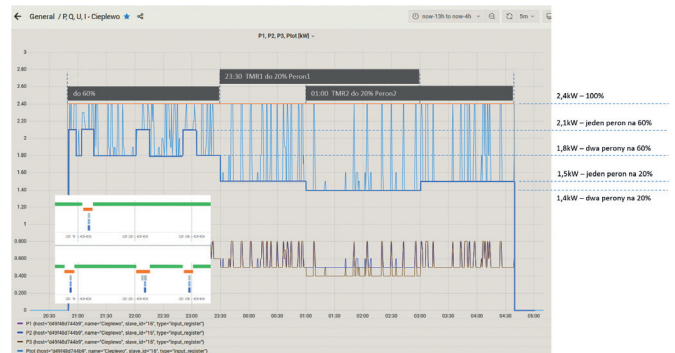 General / P, Q, U, I - Cieplewo
now-13h to now-4h
5m
P1, P2, P3, Plot [kW]
3
2.80
23:30 TMR1 do 20% Peron1
2.60
do 60%
01:00 TMR2 do 20% Peron2
2,4kW – 100%
2.40
2.20
2,1kW – jeden peron na 60%
2
1,8kW – dwa perony na 60%
1.80
1.60
1,5kW – jeden peron na 20%
1.40
1,4kW – dwa perony na 20%
1.20
1
0.800
0.600
0.400
0.200
0
20:30 21:00 21:30 22:00 22:30 23:00 23:30 00:00 00:30 01:00 01:30 02:00 02:30 03:00 03:30 04:00 04:30 05:00
P1 (host="d49f48d744b9", name="Cieplewo", slave_id="16", type="input_register")
P2 (host="d49f48d744b9", name="Cieplewo", slave_id="16", type="input_register")
P3 (host="d49f48d744b9", name="Cieplewo", slave_id="16", type="input_register")
Plot (host="d49f48d744b9", name="Cieplewo", slave_id="16", type="input_register")